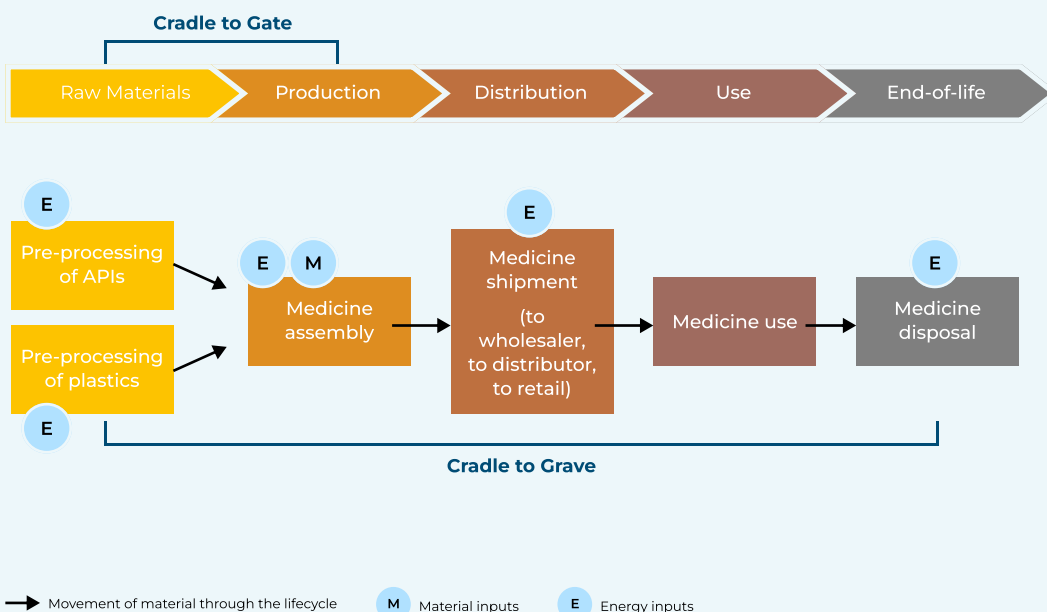 Cradle to Gate
Raw Materials
Production
Distribution
Use
End-of-life
E
Pre-processing
of APIs
Pre-processing
of plastics
E
E
M
Medicine
assembly
E
Medicine
shipment
(to
wholesaler,
to distributor,
to retail)
Medicine use
E
Medicine
disposal
Cradle to Grave
Movement of material through the lifecycle
M
Material inputs
E
Energy inputs